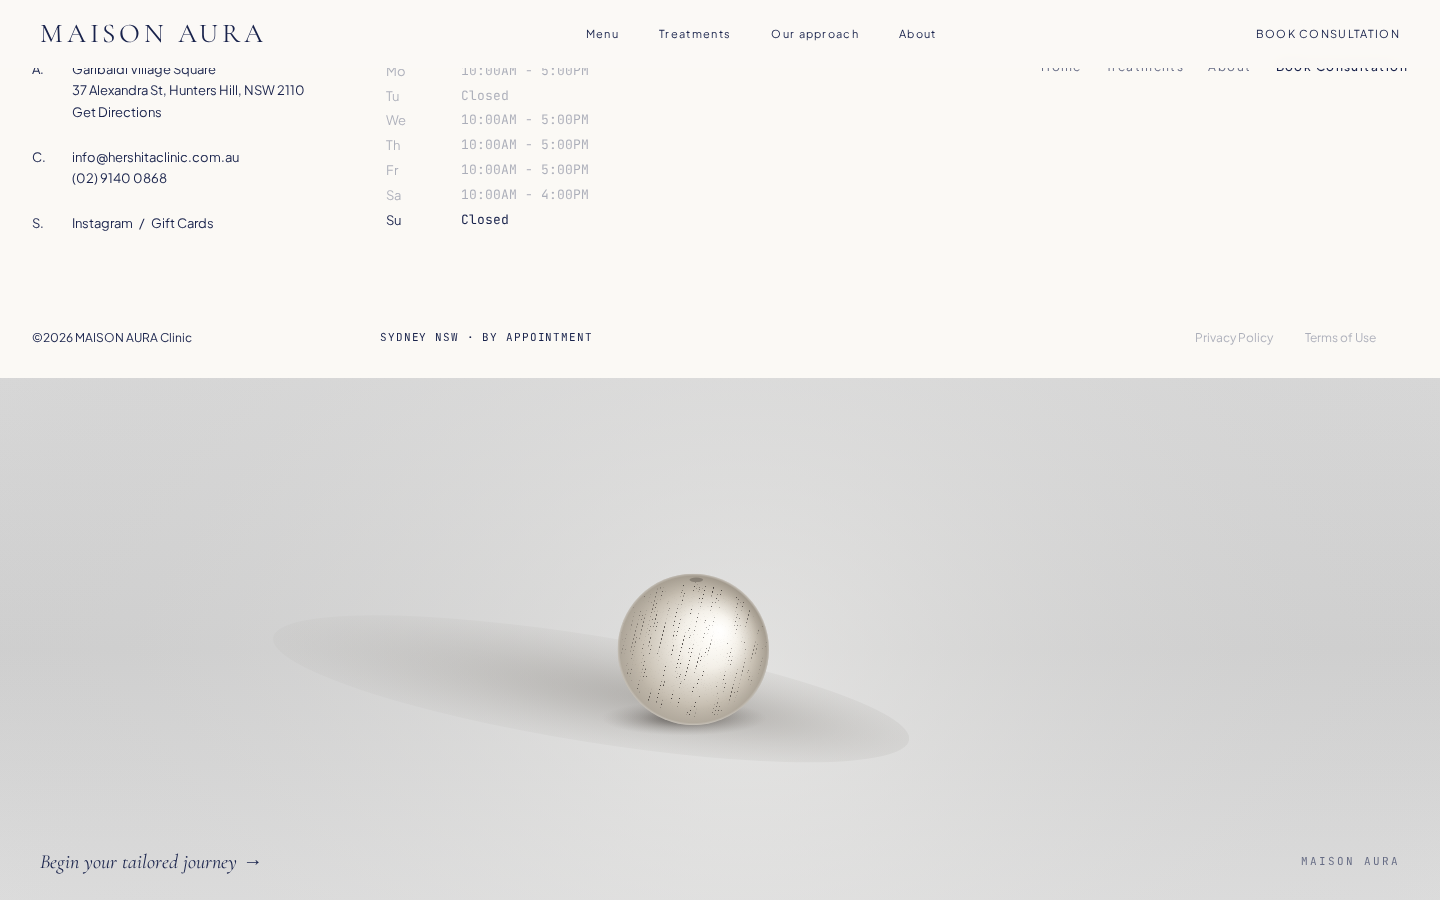 MAISON AURA
Menu Treatments Our approach About
BOOK CONSULTATION
A. Garibaldi Village Square
37 Alexandra St, Hunters Hill, NSW 2110
Get Directions
C. info@hershitaclinic.com.au
(02) 9140 0868
S. Instagram / Gift Cards
Mo 10:00AM - 5:00PM
Tu Closed
We 10:00AM - 5:00PM
Th 10:00AM - 5:00PM
Fr 10:00AM - 5:00PM
Sa 10:00AM - 4:00PM
Su Closed
Home Treatments About Book Consultation
©2026 MAISON AURA Clinic
SYDNEY NSW · BY APPOINTMENT
Privacy Policy Terms of Use
Begin your tailored journey →
MAISON AURA